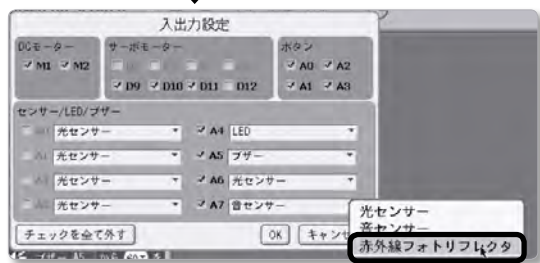 入出力設定
DCモーター
M1 M2
サーボモーター
D9 D10 D11 D12
ボタン
A0 A2
A1 A3
センサー/LED/ブザー
光センサー
A4 LED
光センサー
A5 ブザー
光センサー
A6 光センサー
光センサー
A7 音センサー
チェックを全て外す
OK
キャンセ
光センサー
音センサー
赤外線フォトリフレクタ